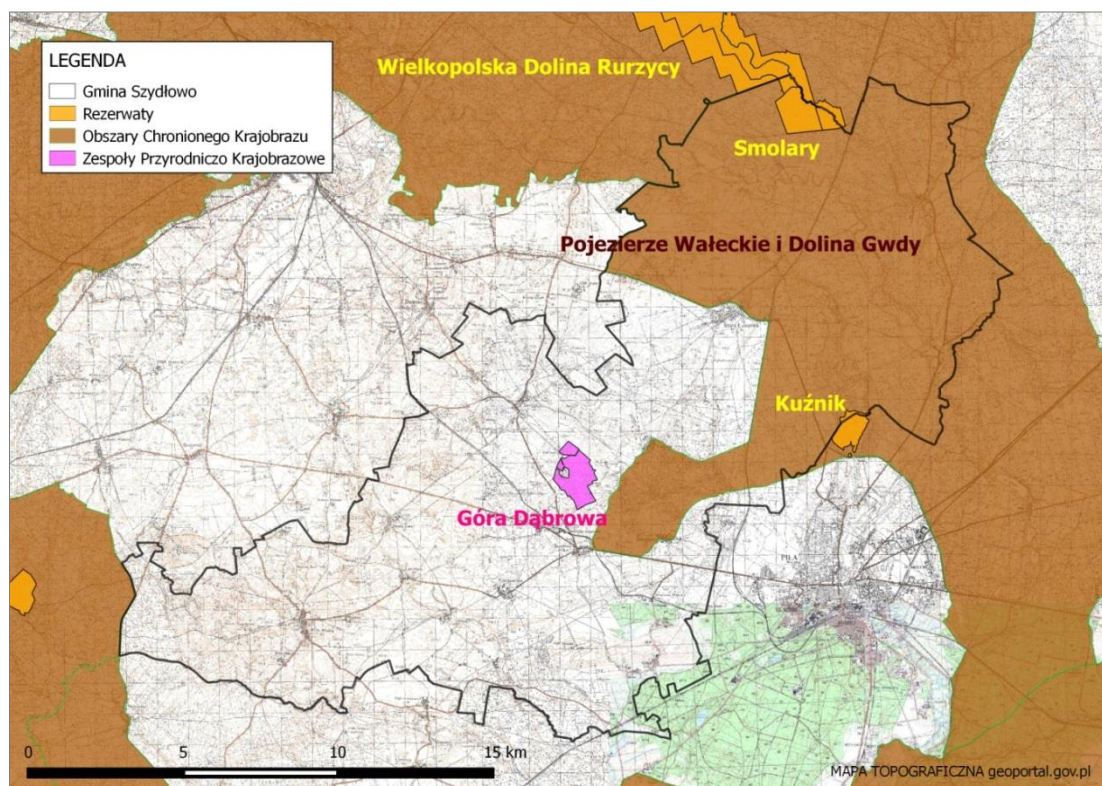 LEGENDA
Gmina Szydłowo
Rezerwaty
Obszary Chronionego Krajobrazu
Zespoły Przyrodniczo Krajobrazowe
Wielkopolska Dolina Rurzycy
Smolary
Pojezierze Wałeckie i Dolina Gwdy
Kuźnik
Góra Dąbrowa
PIŁA
0 5 10 15 km
MAPA TOPOGRAFICZNA geoportal.gov.pl